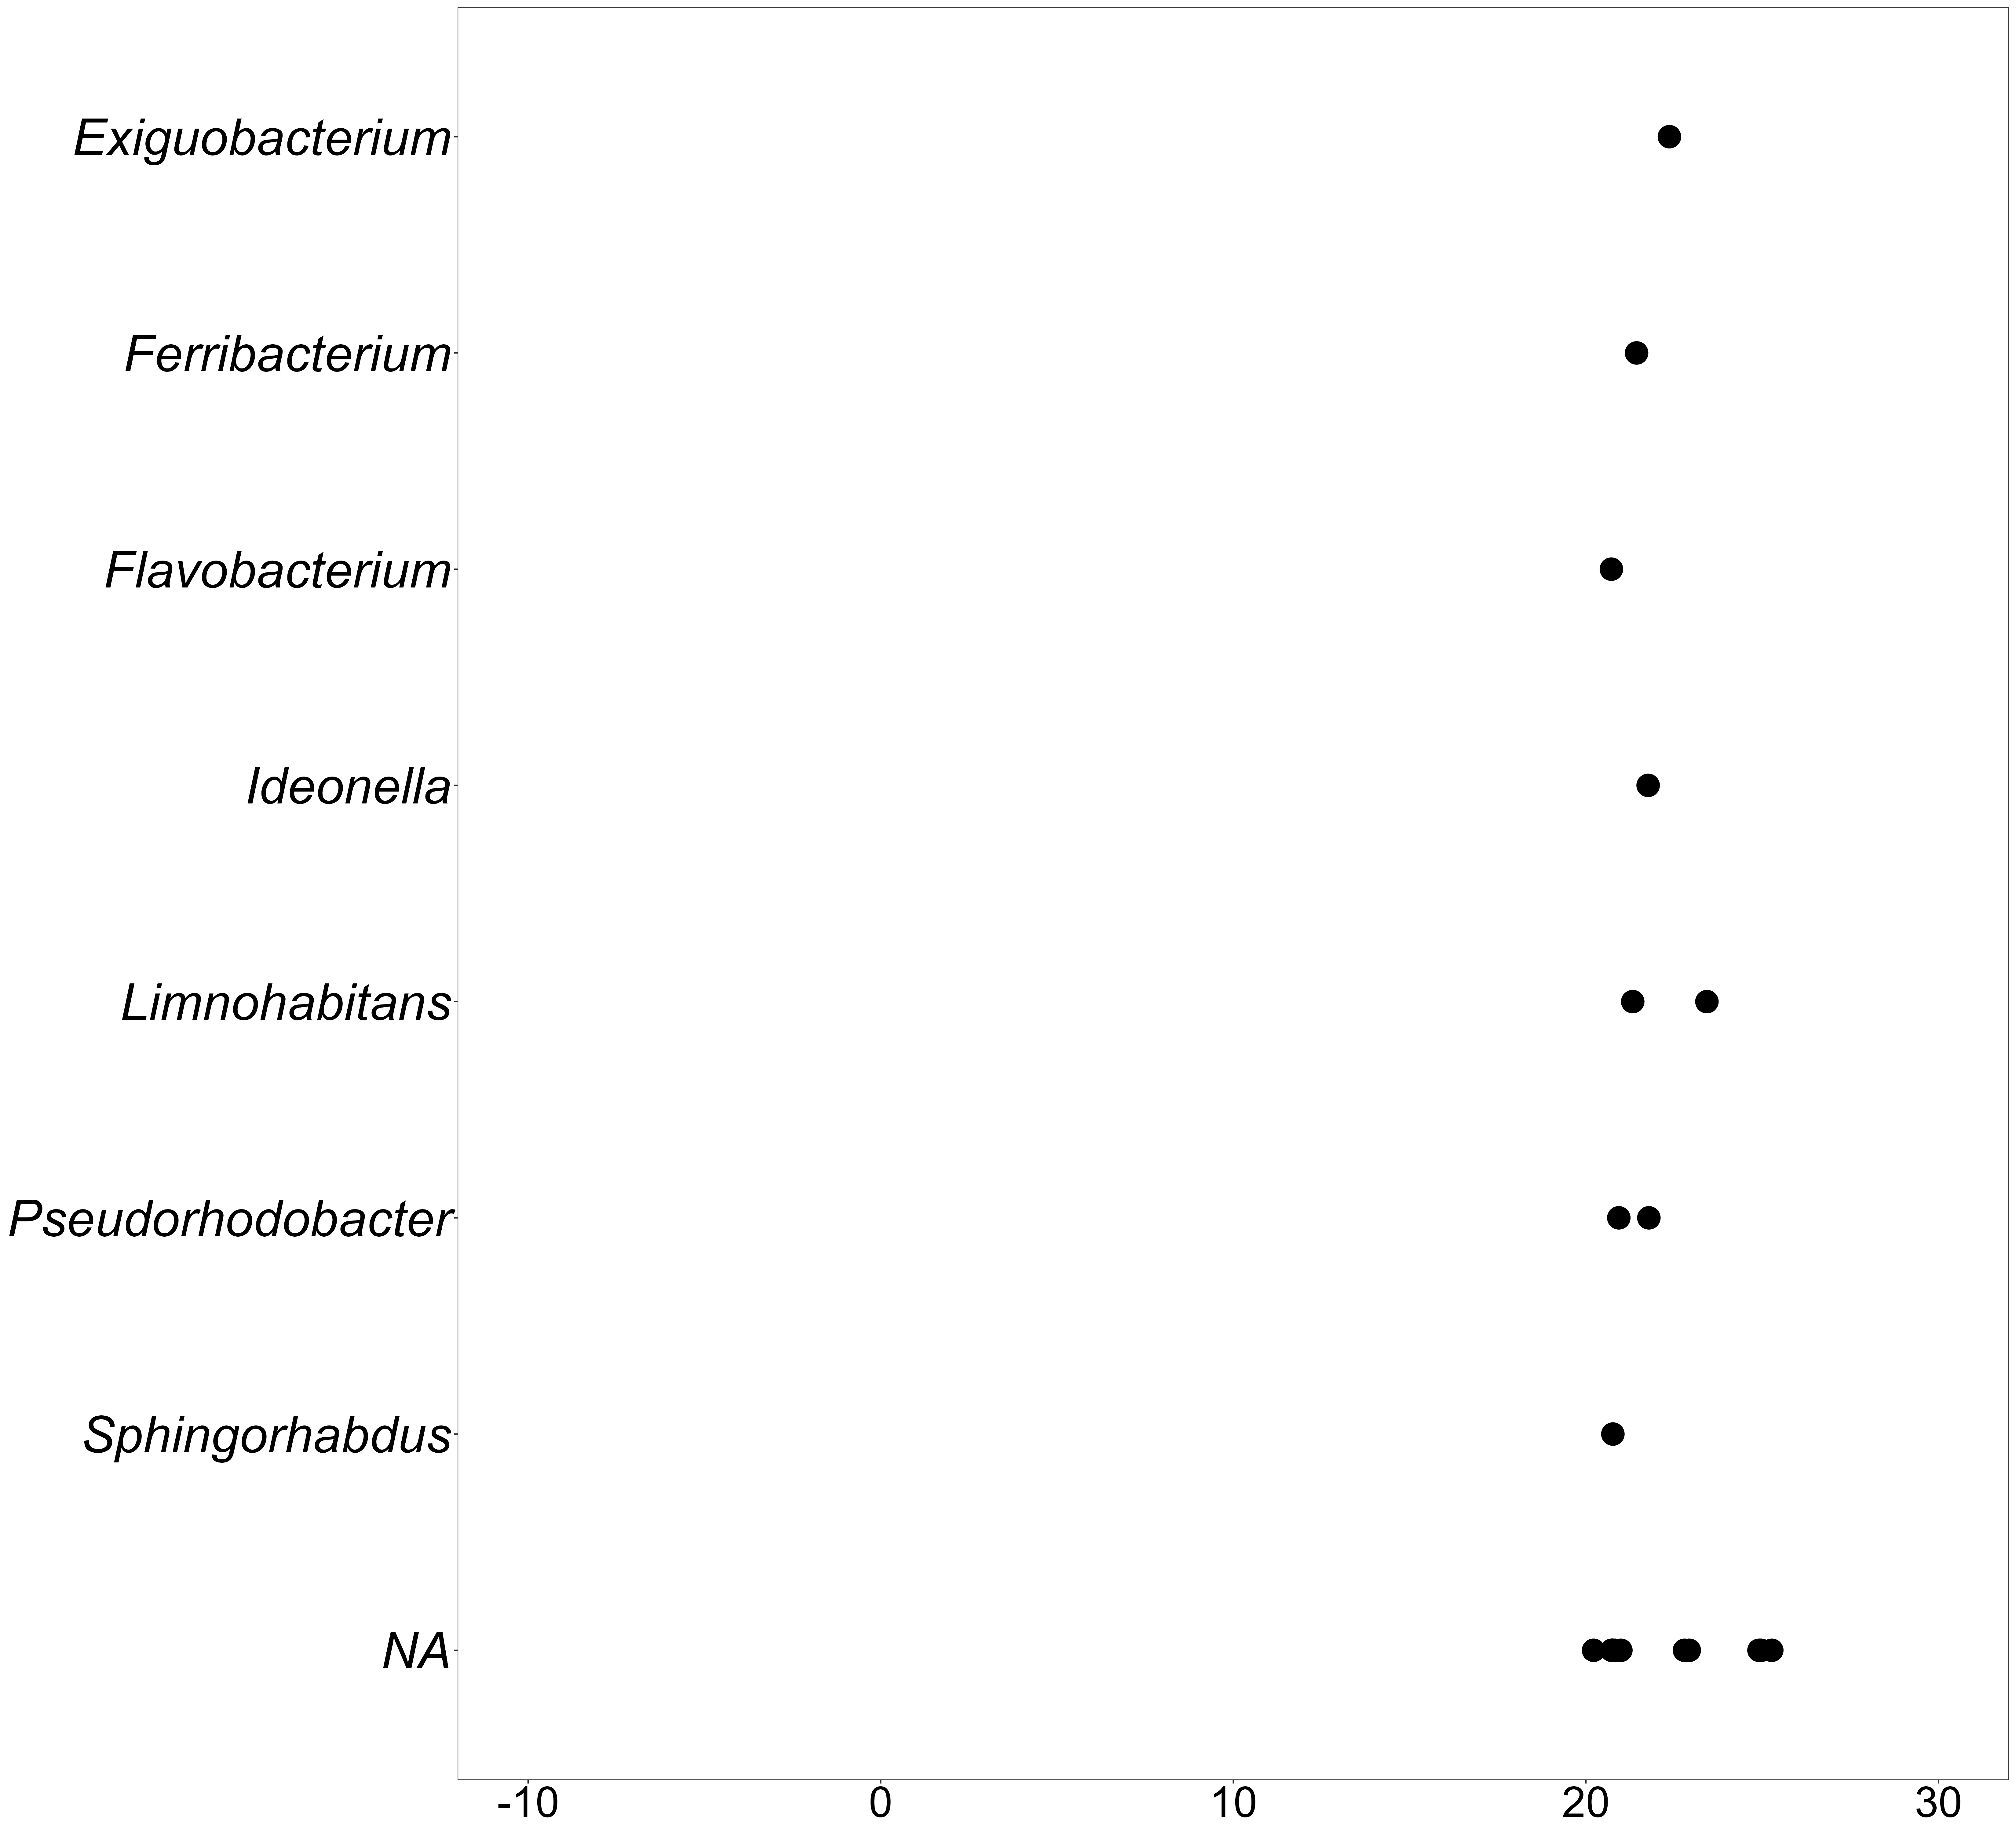 Exiguobacterium
Ferribacterium
Flavobacterium
Ideonella
Limnohabitans
Pseudorhodobacter
Sphingorhabdus
NA
-10 0 10 20 30